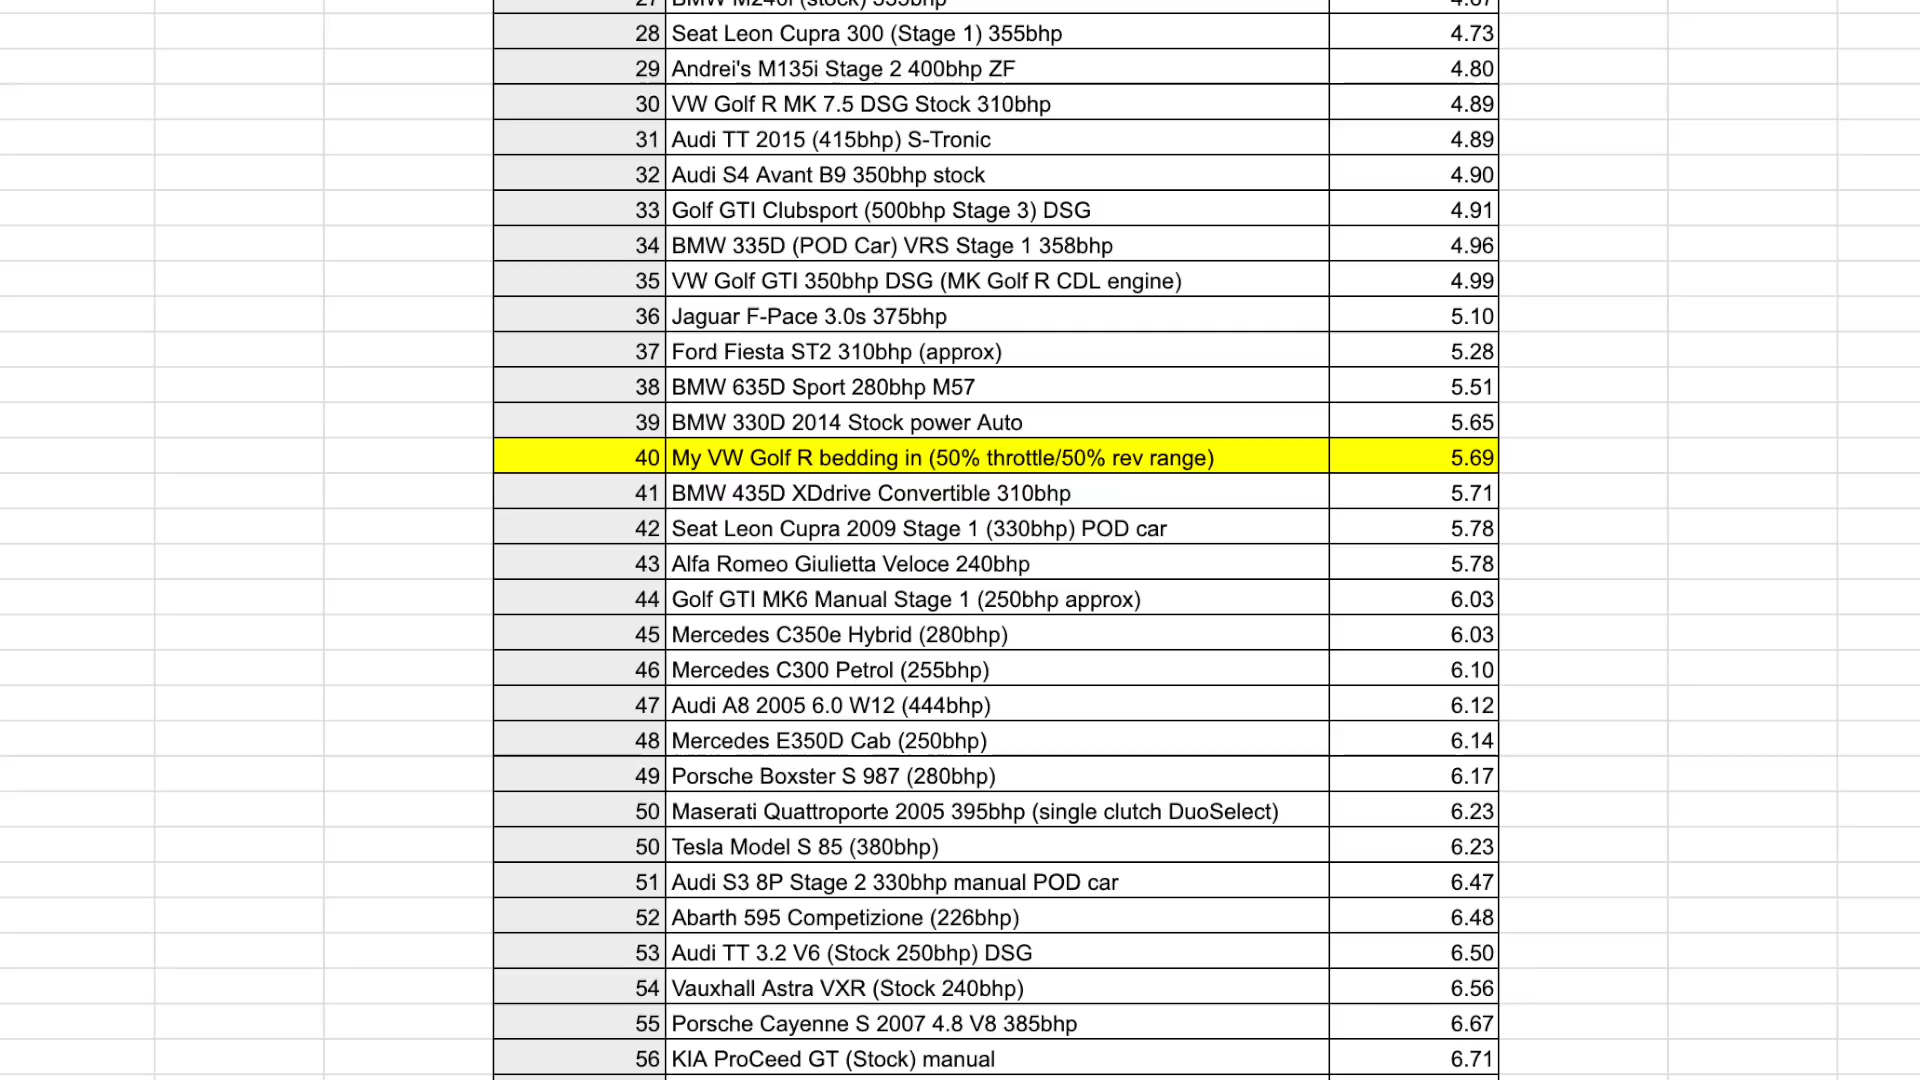 27 BMW M240i (stock) 335bhp 4.67
28 Seat Leon Cupra 300 (Stage 1) 355bhp 4.73
29 Andrei's M135i Stage 2 400bhp ZF 4.80
30 VW Golf R MK 7.5 DSG Stock 310bhp 4.89
31 Audi TT 2015 (415bhp) S-Tronic 4.89
32 Audi S4 Avant B9 350bhp stock 4.90
33 Golf GTI Clubsport (500bhp Stage 3) DSG 4.91
34 BMW 335D (POD Car) VRS Stage 1 358bhp 4.96
35 VW Golf GTI 350bhp DSG (MK Golf R CDL engine) 4.99
36 Jaguar F-Pace 3.0s 375bhp 5.10
37 Ford Fiesta ST2 310bhp (approx) 5.28
38 BMW 635D Sport 280bhp M57 5.51
39 BMW 330D 2014 Stock power Auto 5.65
40 My VW Golf R bedding in (50% throttle/50% rev range) 5.69
41 BMW 435D XDdrive Convertible 310bhp 5.71
42 Seat Leon Cupra 2009 Stage 1 (330bhp) POD car 5.78
43 Alfa Romeo Giulietta Veloce 240bhp 5.78
44 Golf GTI MK6 Manual Stage 1 (250bhp approx) 6.03
45 Mercedes C350e Hybrid (280bhp) 6.03
46 Mercedes C300 Petrol (255bhp) 6.10
47 Audi A8 2005 6.0 W12 (444bhp) 6.12
48 Mercedes E350D Cab (250bhp) 6.14
49 Porsche Boxster S 987 (280bhp) 6.17
50 Maserati Quattroporte 2005 395bhp (single clutch DuoSelect) 6.23
50 Tesla Model S 85 (380bhp) 6.23
51 Audi S3 8P Stage 2 330bhp manual POD car 6.47
52 Abarth 595 Competizione (226bhp) 6.48
53 Audi TT 3.2 V6 (Stock 250bhp) DSG 6.50
54 Vauxhall Astra VXR (Stock 240bhp) 6.56
55 Porsche Cayenne S 2007 4.8 V8 385bhp 6.67
56 KIA ProCeed GT (Stock) manual 6.71